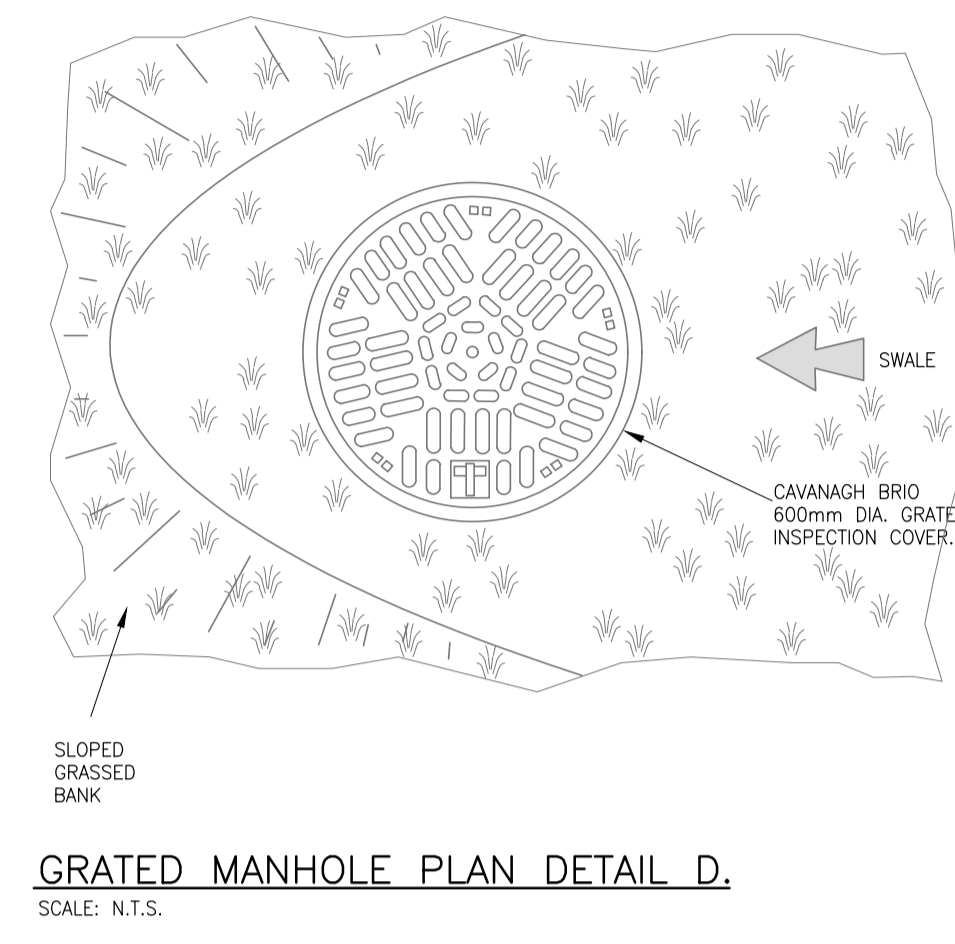 SWALE
CAVANAGH BRIO
600mm DIA. GRATE
INSPECTION COVER.
SLOPED
GRASSED
BANK
GRATED MANHOLE PLAN DETAIL D.
SCALE: N.T.S.